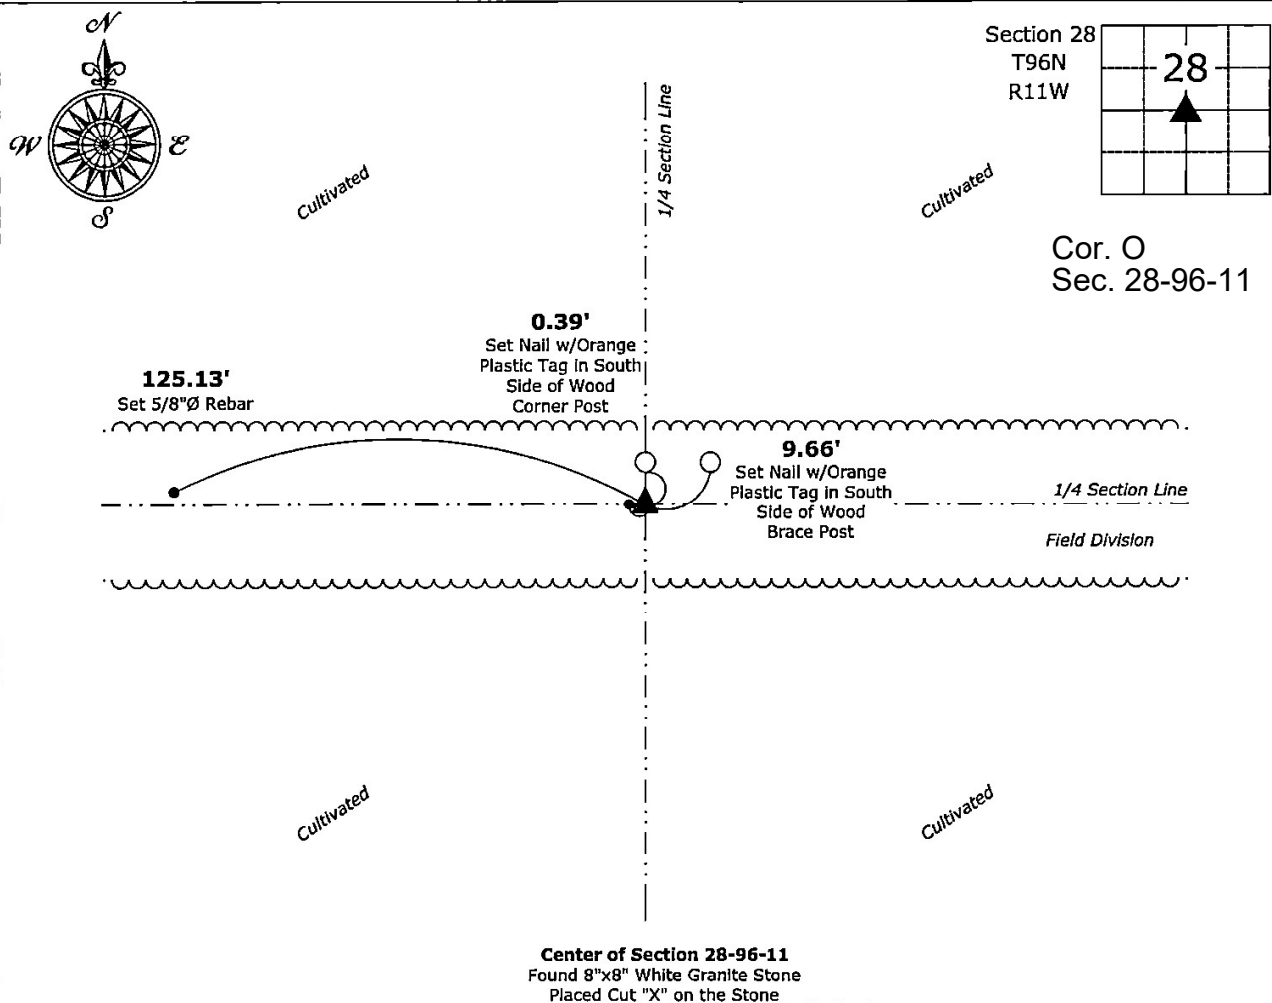 N
W
E
S
Section 28
T96N
R11W
28
Cor. O
Sec. 28-96-11
1/4 Section Line
Cultivated
Cultivated
0.39'
Set Nail w/Orange
Plastic Tag in South
Side of Wood
Corner Post
125.13'
Set 5/8"Ø Rebar
9.66'
Set Nail w/Orange
Plastic Tag in South
Side of Wood
Brace Post
1/4 Section Line
Field Division
Cultivated
Cultivated
Center of Section 28-96-11
Found 8"x8" White Granite Stone
Placed Cut "X" on the Stone